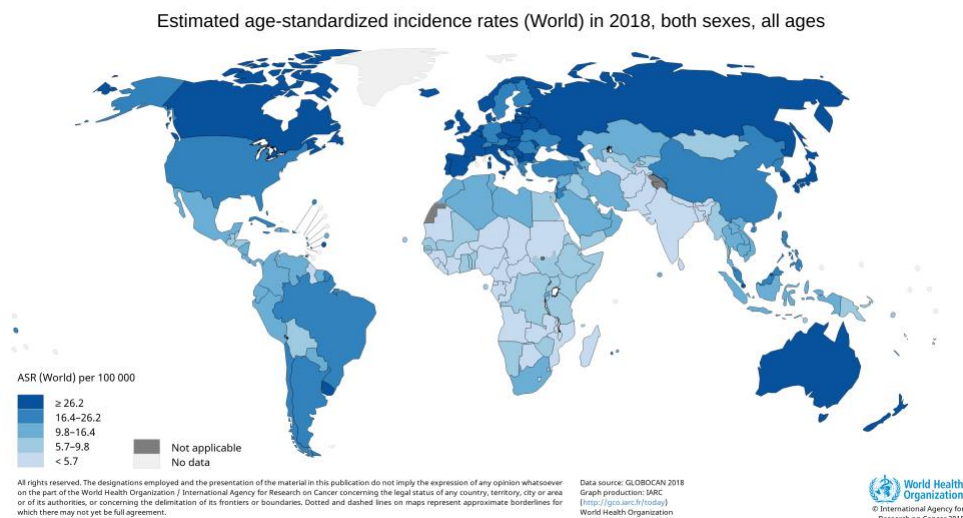 Estimated age-standardized incidence rates (World) in 2018, both sexes, all ages
ASR (World) per 100 000
≥ 26.2
16.4–26.2
9.8–16.4
5.7–9.8
< 5.7
Not applicable
No data
All rights reserved. The designations employed and the presentation of the material in this publication do not imply the expression of any opinion whatsoever
on the part of the World Health Organization / International Agency for Research on Cancer concerning the legal status of any country, territory, city or area
or of its authorities, or concerning the delimitation of its frontiers or boundaries. Dotted and dashed lines on maps represent approximate borderlines for
which there may not yet be full agreement.
Data source: GLOBOCAN 2018
Graph production: IARC
(http://gco.iarc.fr/today)
World Health Organization
World Health
Organization
© International Agency for